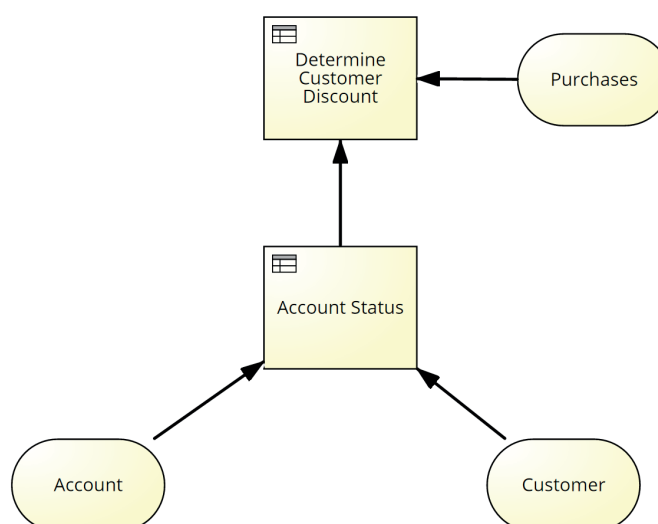 Determine
Customer
Discount
Purchases
Account Status
Account
Customer